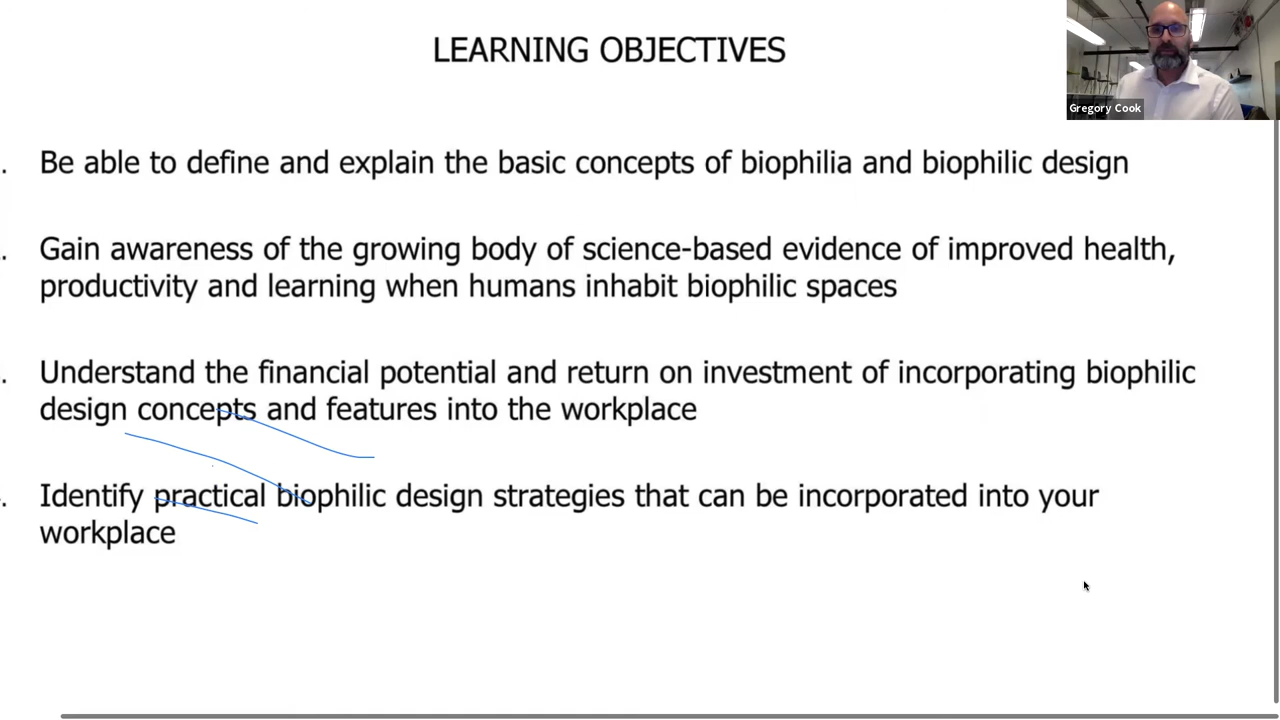 LEARNING OBJECTIVES
Gregory Cook
. Be able to define and explain the basic concepts of biophilia and biophilic design
. Gain awareness of the growing body of science-based evidence of improved health,
productivity and learning when humans inhabit biophilic spaces
. Understand the financial potential and return on investment of incorporating biophilic
design concepts and features into the workplace
. Identify practical biophilic design strategies that can be incorporated into your
workplace